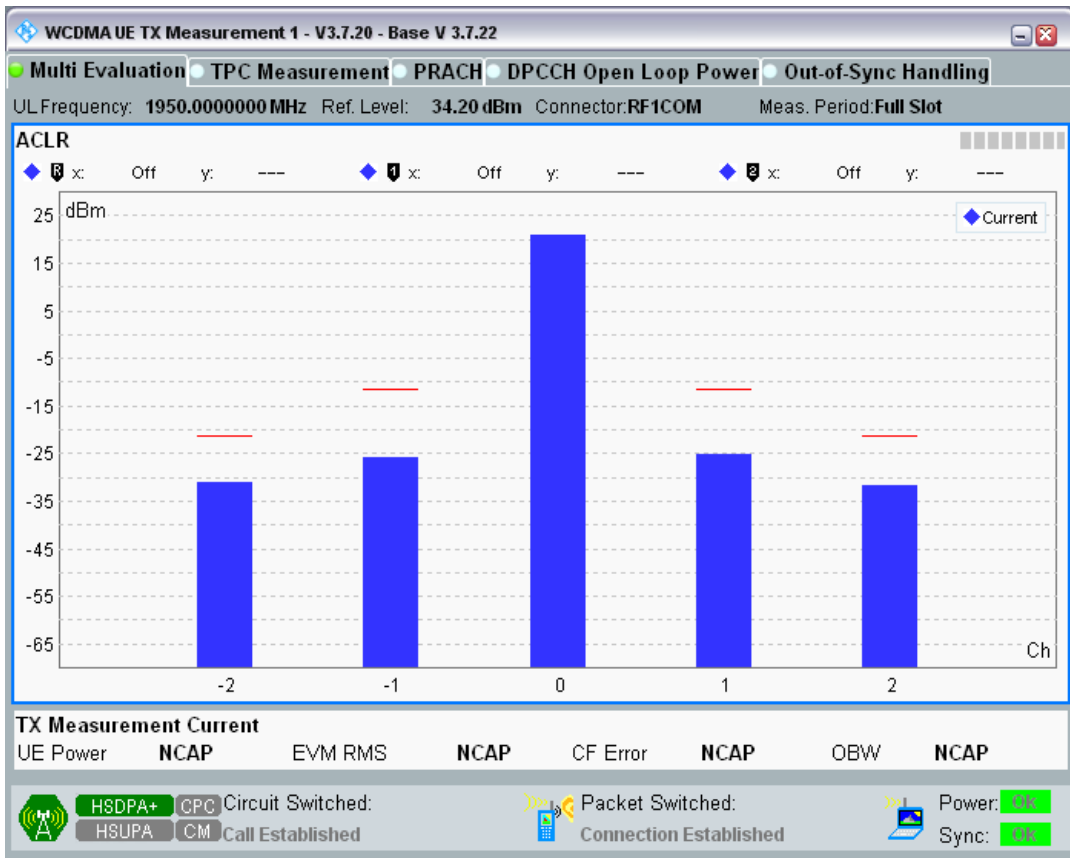 WCDMA UE TX Measurement 1 - V3.7.20 - Base V 3.7.22
Multi Evaluation TPC Measurement PRACH DPCCH Open Loop Power Out-of-Sync Handling
UL Frequency: 1950.0000000 MHz Ref. Level: 34.20 dBm Connector: RF1COM Meas. Period: Full Slot
ACLR
R x: Off y: --- 1 x: Off y: --- 2 x: Off y: ---
dBm
Current
25
15
5
-5
-15
-25
-35
-45
-55
-65
Ch
-2 -1 0 1 2
TX Measurement Current
UE Power NCAP EVM RMS NCAP CF Error NCAP OBW NCAP
HSDPA+ CPC Circuit Switched: Packet Switched: Power: Ok
HSUPA CM Call Established Connection Established Sync: Ok